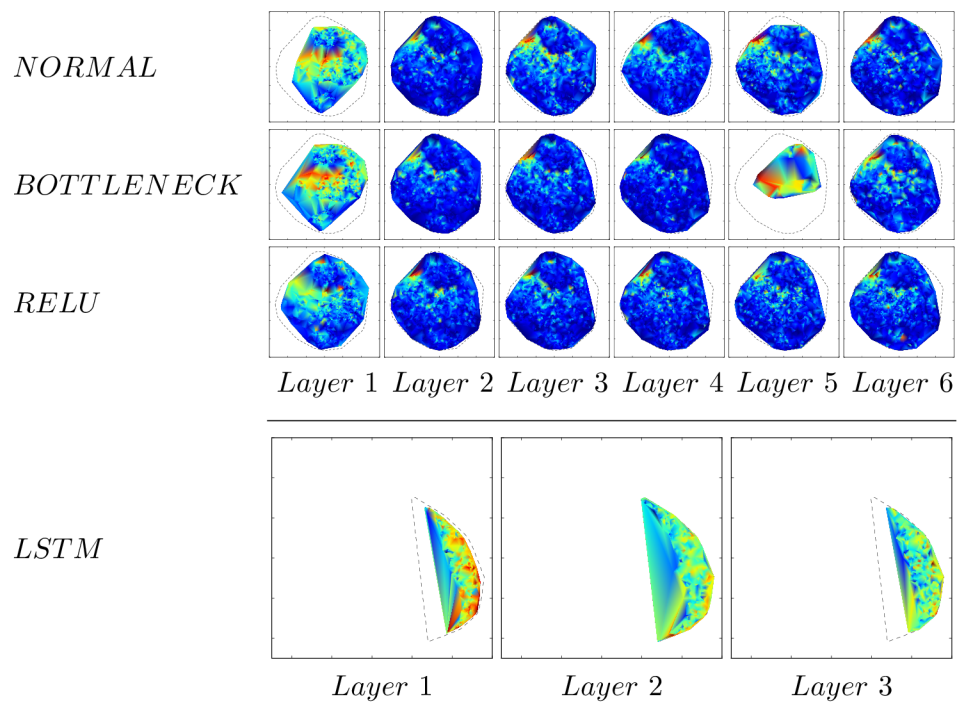 NORMAL
BOTTLENECK
RELU
Layer 1 Layer 2 Layer 3 Layer 4 Layer 5 Layer 6
LSTM
Layer 1 Layer 2 Layer 3